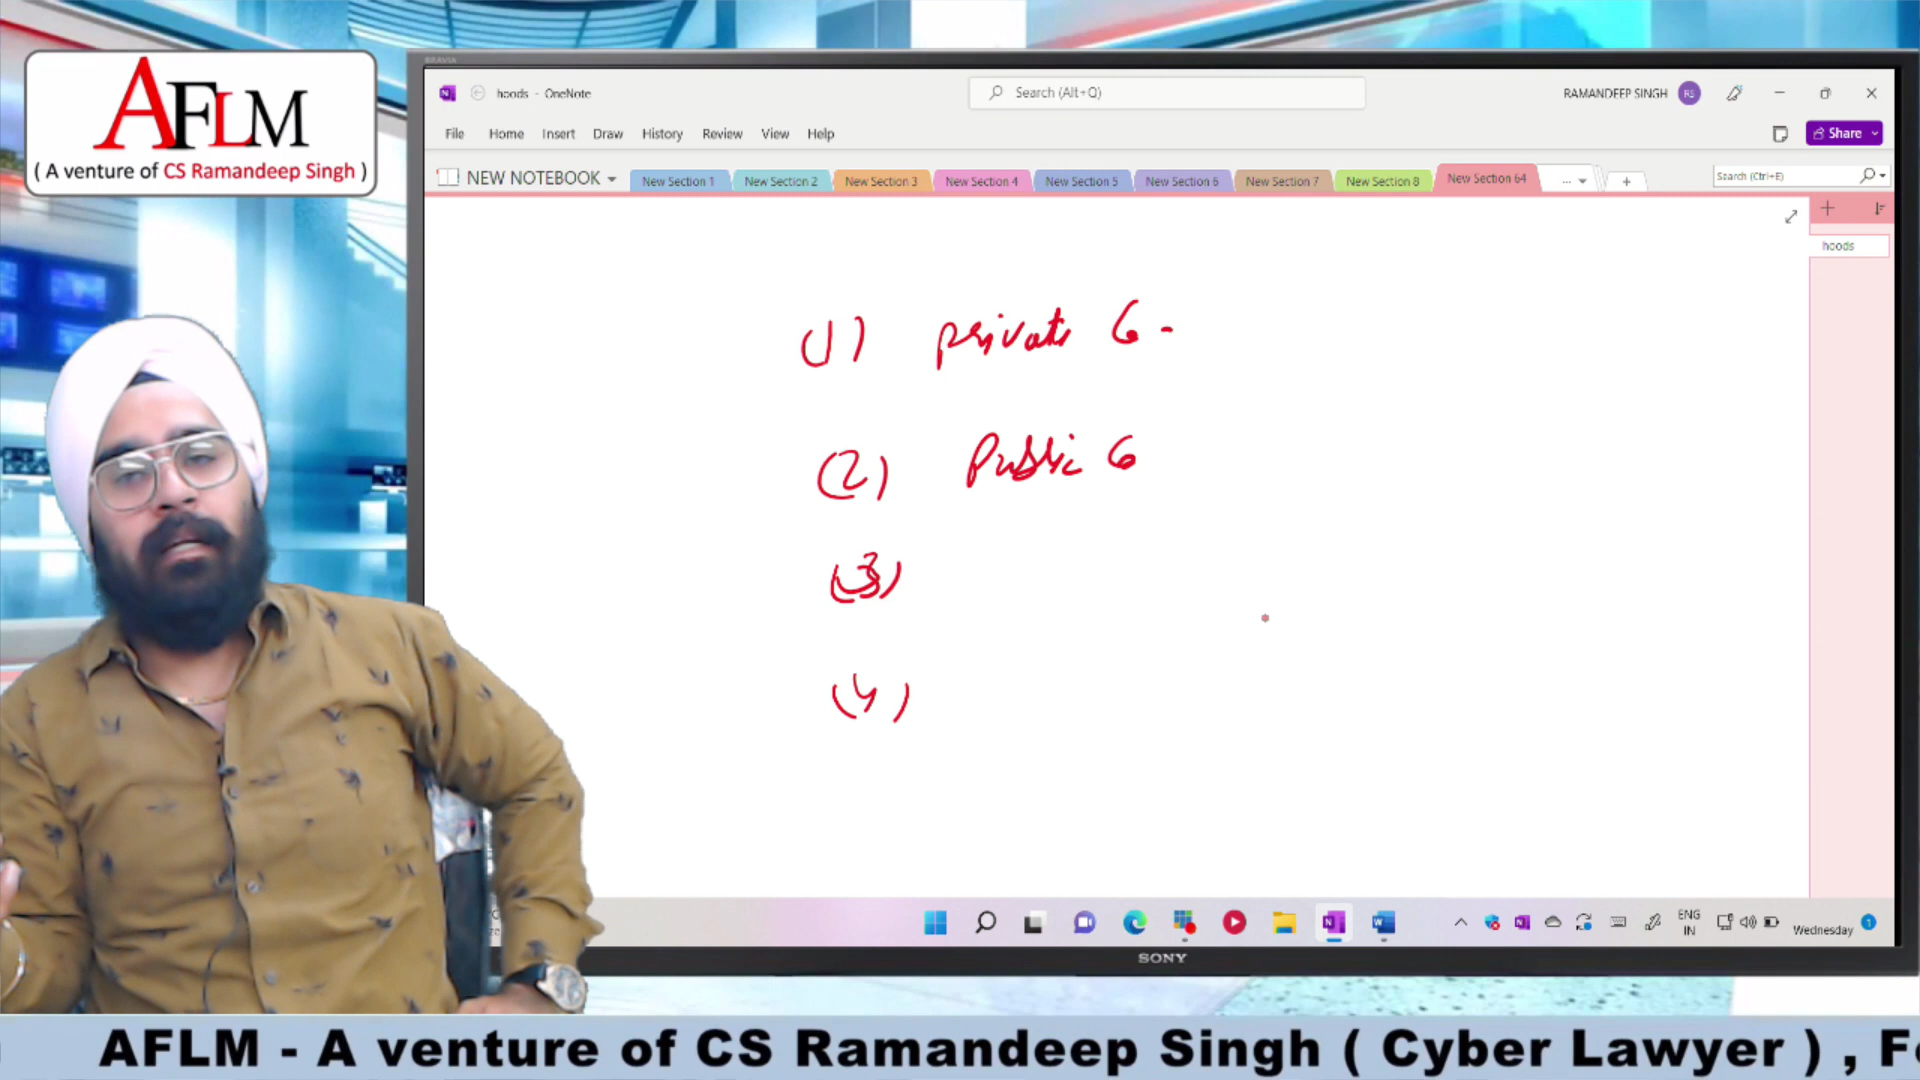 AFLM
( A venture of CS Ramandeep Singh )
BRAVIA
hoods - OneNote
Search (Alt+Q)
RAMANDEEP SINGH
RS
File Home Insert Draw History Review View Help
Share
NEW NOTEBOOK
New Section 1 New Section 2 New Section 3 New Section 4 New Section 5 New Section 6 New Section 7 New Section 8 New Section 64 ...
Search (Ctrl+E)
hoods
(1) private G -
(2) Public G
(3)
(4)
ENG
IN
Wednesday
1
SONY
AFLM - A venture of CS Ramandeep Singh ( Cyber Lawyer ) , F